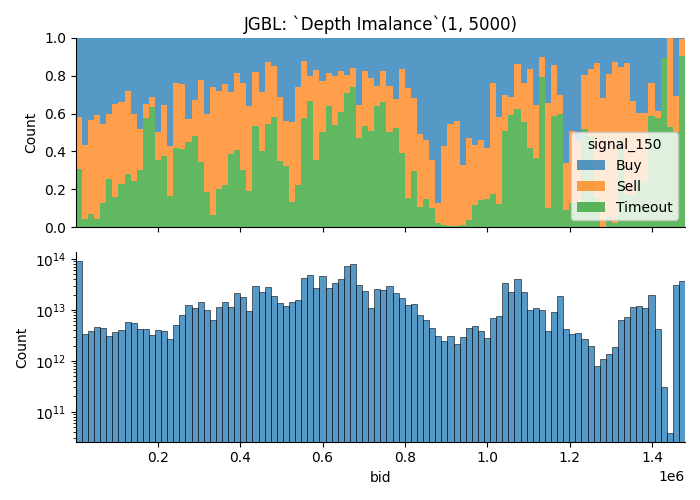 JGBL: `Depth Imalance`(1, 5000)
1.0
0.8
0.6
0.4
0.2
0.0
Count
signal_150
Buy
Sell
Timeout
10^14
10^13
10^12
10^11
Count
0.2 0.4 0.6 0.8 1.0 1.2 1.4
1e6
bid